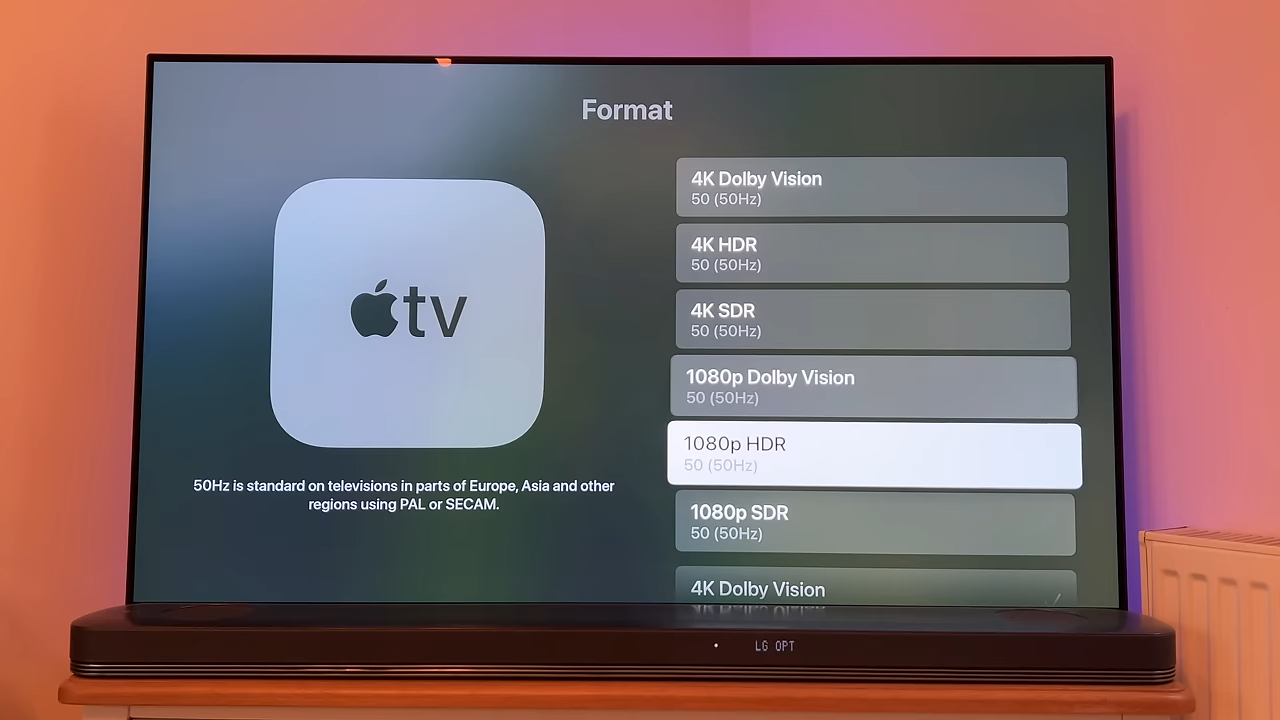 Format
tv
50Hz is standard on televisions in parts of Europe, Asia and other
regions using PAL or SECAM.
4K Dolby Vision
50 (50Hz)
4K HDR
50 (50Hz)
4K SDR
50 (50Hz)
1080p Dolby Vision
50 (50Hz)
1080p HDR
50 (50Hz)
1080p SDR
50 (50Hz)
4K Dolby Vision
LG OPT